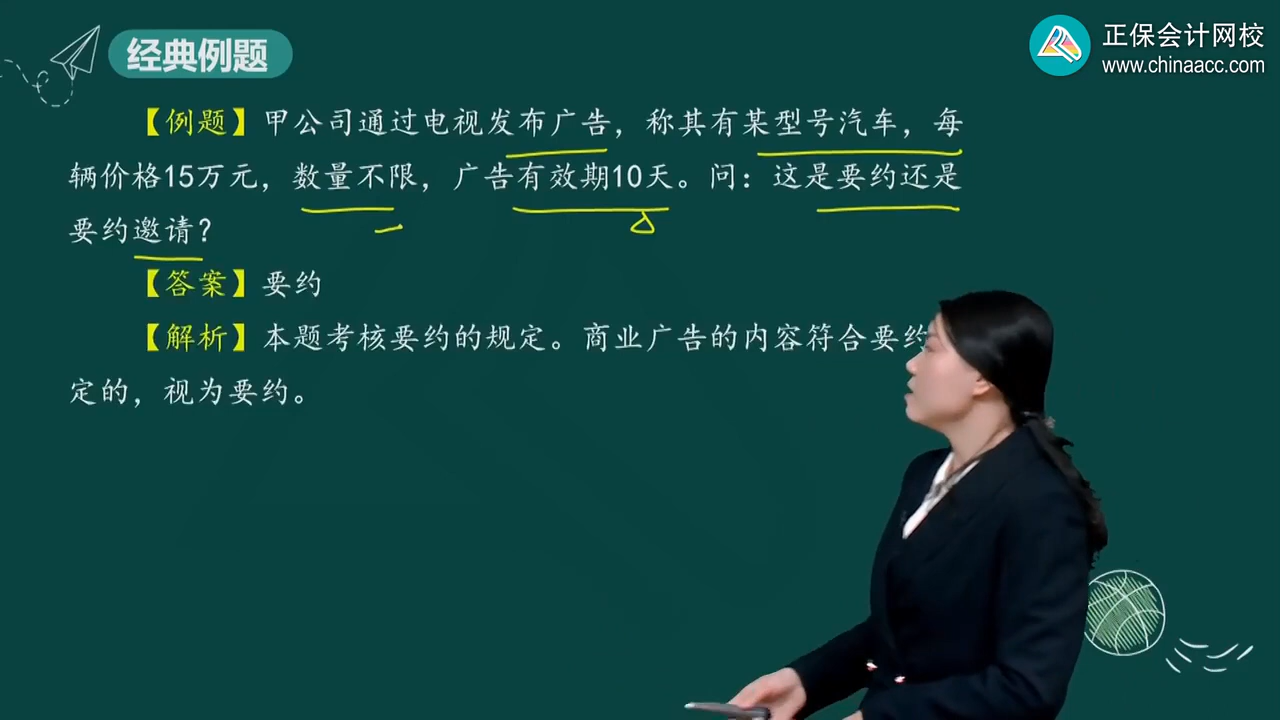 经典例题
正保会计网校
www.chinaacc.com
【例题】甲公司通过电视发布广告，称其有某型号汽车，每
辆价格15万元，数量不限，广告有效期10天。问：这是要约还是
要约邀请？
【答案】要约
【解析】本题考核要约的规定。商业广告的内容符合要约
定的，视为要约。